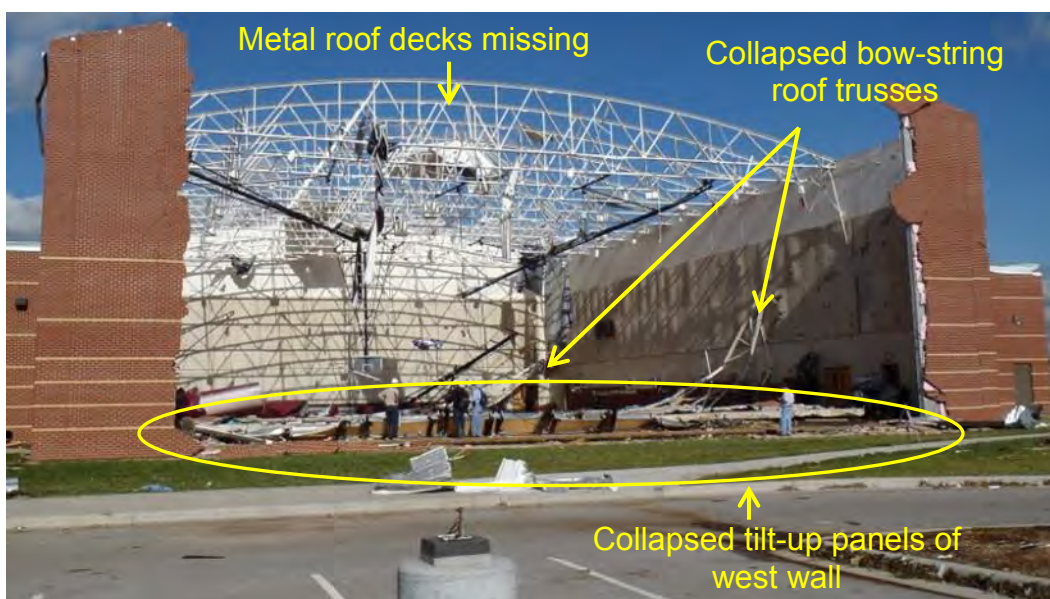 Metal roof decks missing
Collapsed bow-string
roof trusses
Collapsed tilt-up panels of
west wall